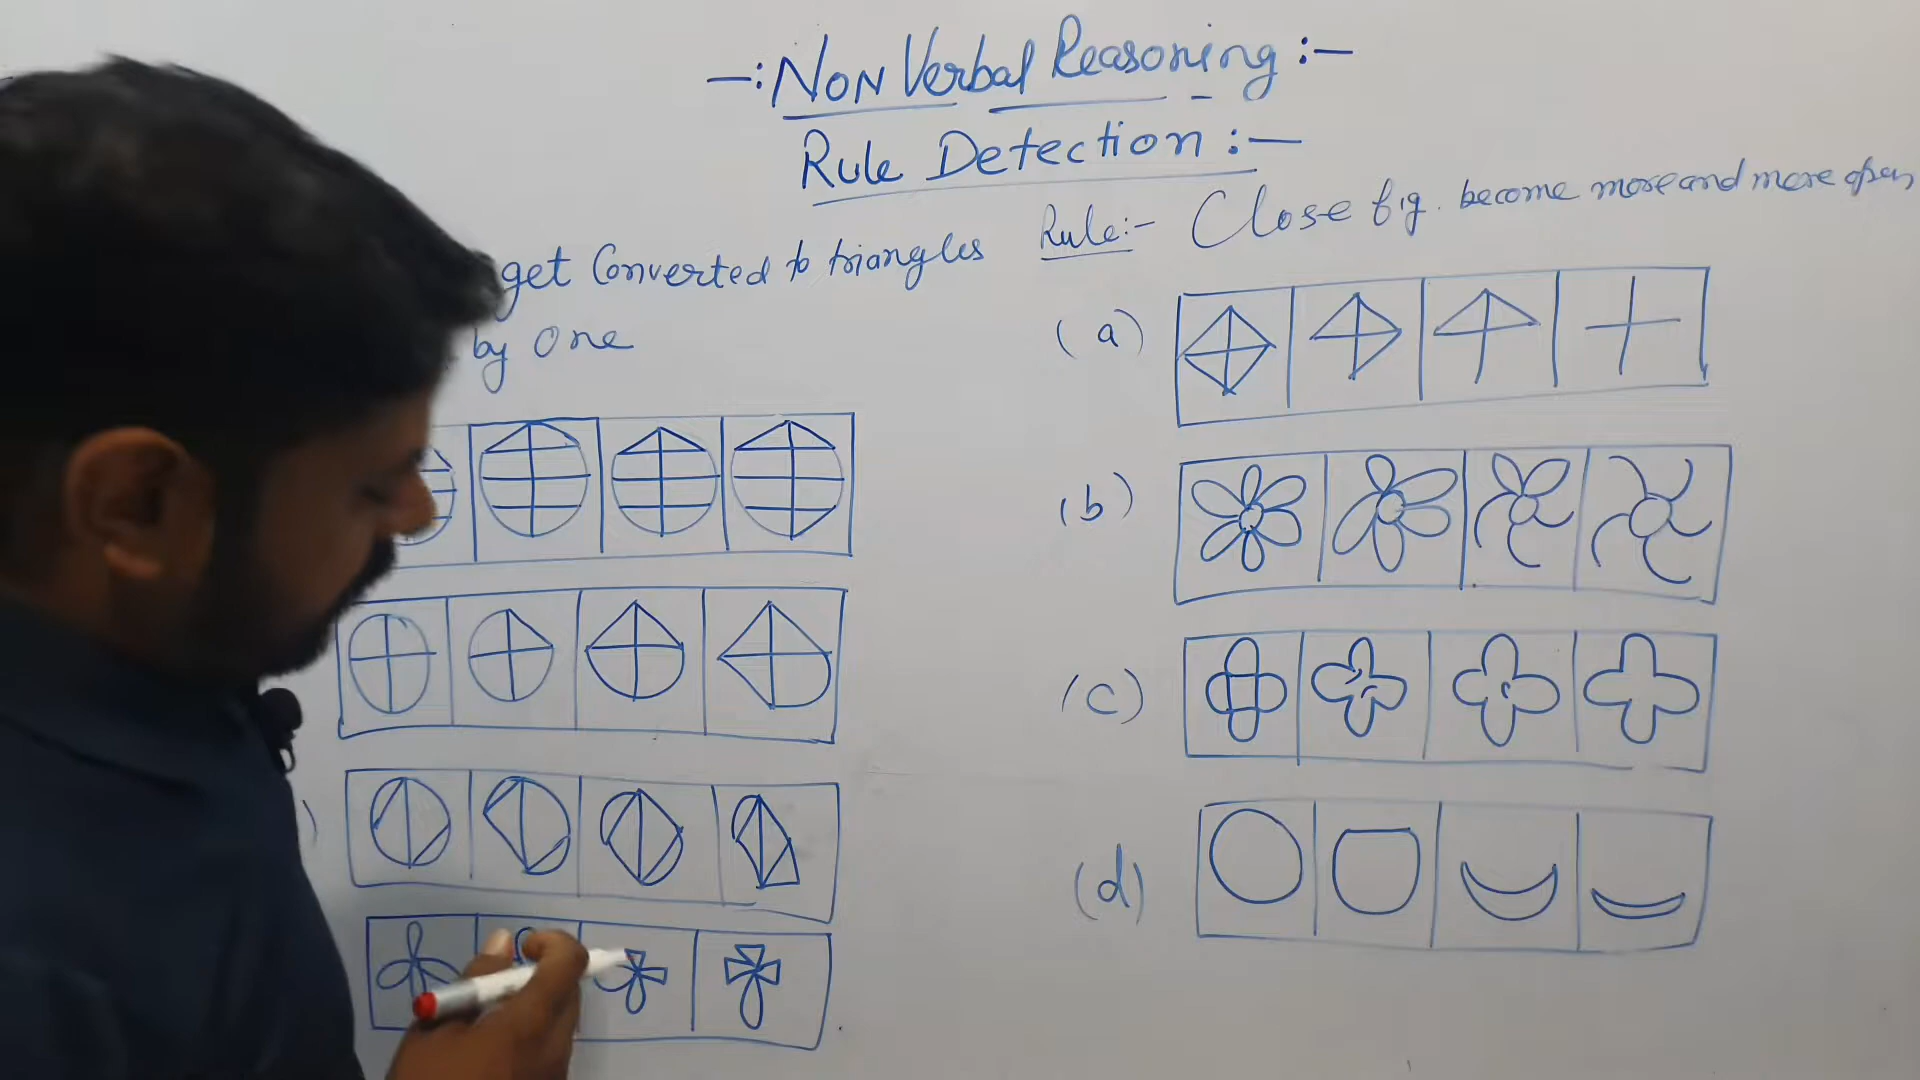 -: NON Verbal Reasoning :-
Rule Detection :-
get Converted to triangles
by One
)
Rule:- Close fig. become more and more open
(a)
(b)
(c)
(d)